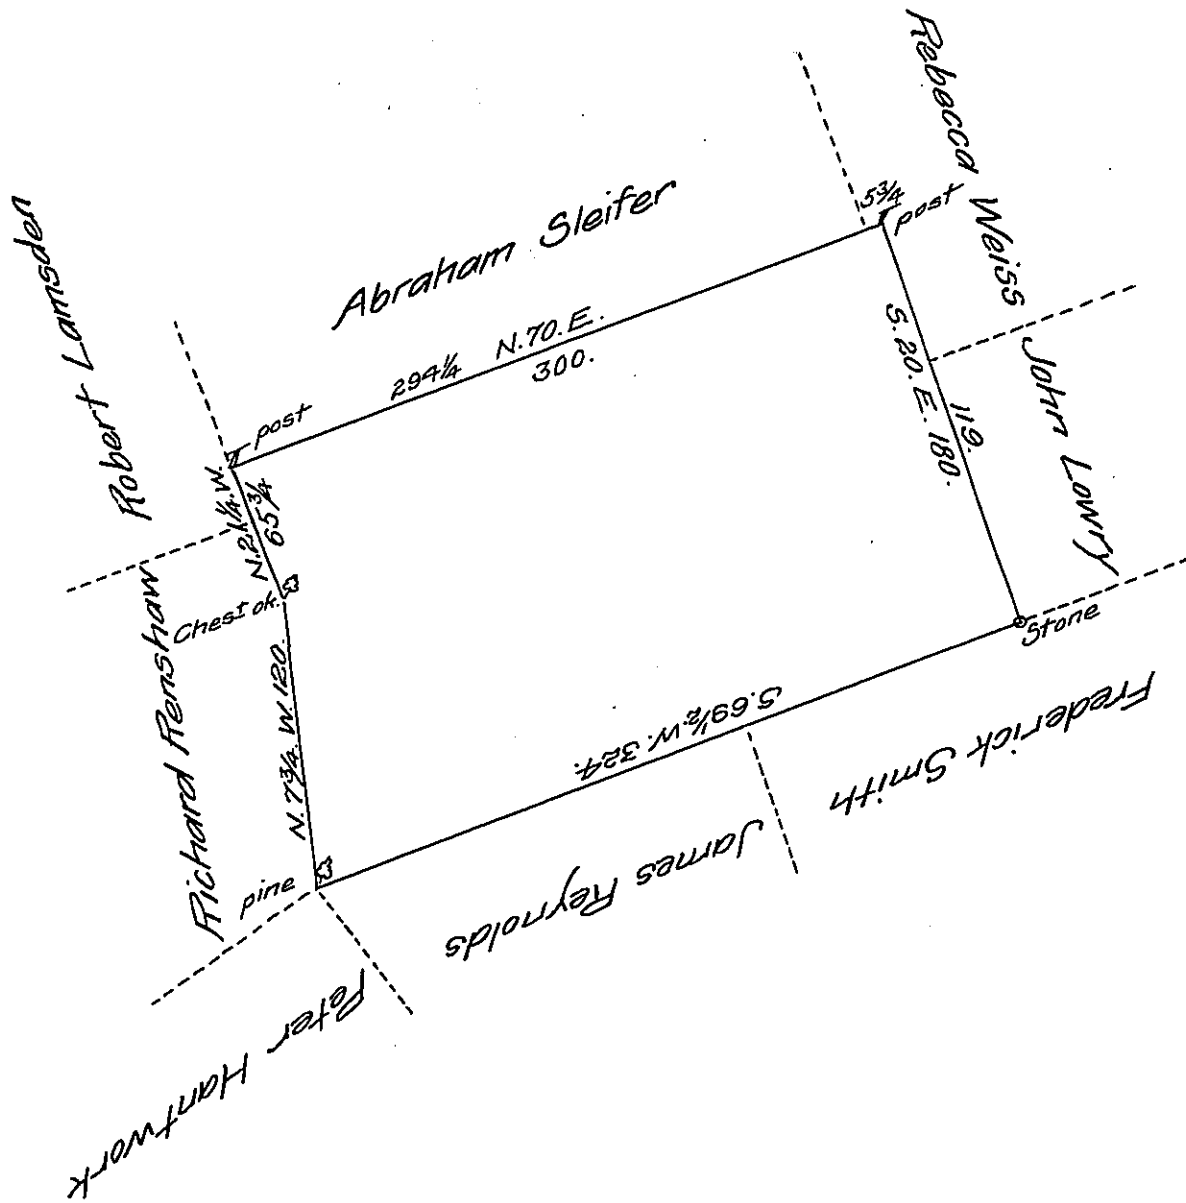 Rebecca Weiss
Robert Lamsden
Abraham Sleifer
5¾
post
N.70.E.
294¼
300.
post
S.20.E. 180.
119.
John Lowry
N.21¼.W.
65¾
Chest ok.
Richard Renshaw
N.7¾.W.120.
Stone
S.69½.W.324.
Frederick Smith
James Reynolds
pine
Peter Hantwork